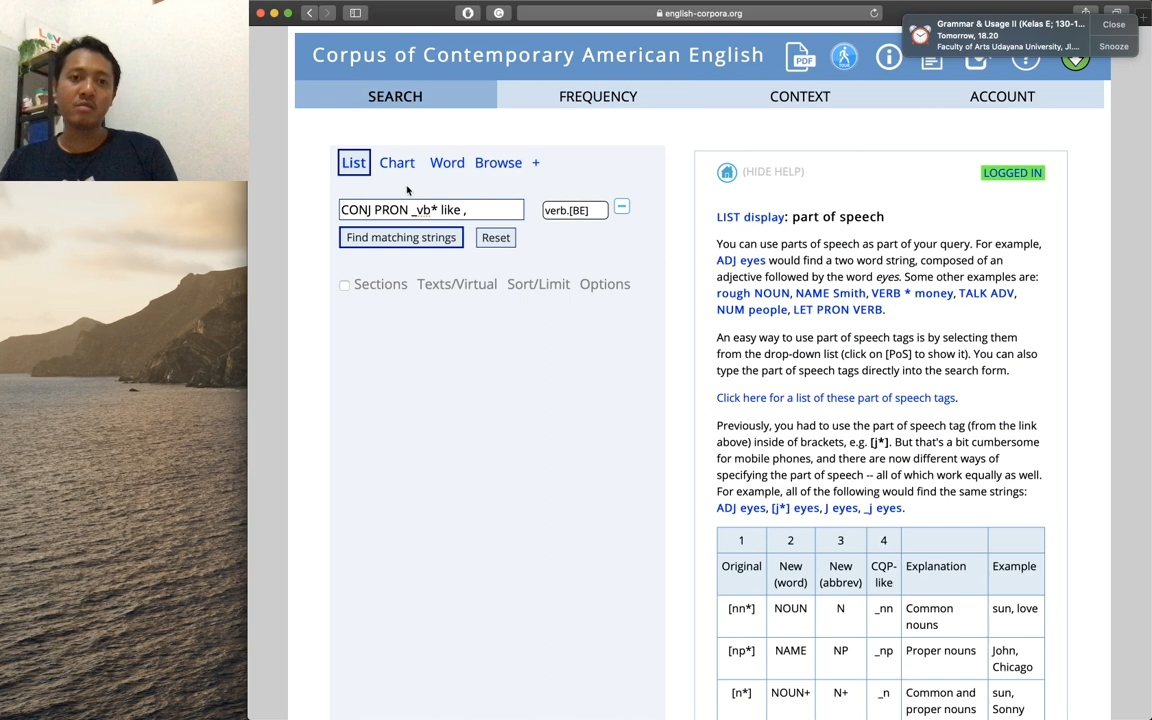 english-corpora.org
Grammar & Usage II (Kelas E; 130-1...
Tomorrow, 18.20
Faculty of Arts Udayana University, Jl....
Close
Snooze
Corpus of Contemporary American English
PDF
SEARCH
FREQUENCY
CONTEXT
ACCOUNT
List
Chart
Word
Browse
+
CONJ PRON _vb* like ,
verb.[BE]
Find matching strings
Reset
Sections
Texts/Virtual
Sort/Limit
Options
(HIDE HELP)
LOGGED IN
LIST display: part of speech
You can use parts of speech as part of your query. For example,
ADJ eyes would find a two word string, composed of an
adjective followed by the word eyes. Some other examples are:
rough NOUN, NAME Smith, VERB * money, TALK ADV,
NUM people, LET PRON VERB.
An easy way to use part of speech tags is by selecting them
from the drop-down list (click on [PoS] to show it). You can also
type the part of speech tags directly into the search form.
Click here for a list of these part of speech tags.
Previously, you had to use the part of speech tag (from the link
above) inside of brackets, e.g. [j*]. But that's a bit cumbersome
for mobile phones, and there are now different ways of
specifying the part of speech -- all of which work equally as well.
For example, all of the following would find the same strings:
ADJ eyes, [j*] eyes, J eyes, _j eyes.
1 2 3 4
Original New (word) New (abbrev) CQP-like Explanation Example
[nn*] NOUN N _nn Common nouns sun, love
[np*] NAME NP _np Proper nouns John, Chicago
[n*] NOUN+ N+ _n Common and proper nouns sun, Sonny